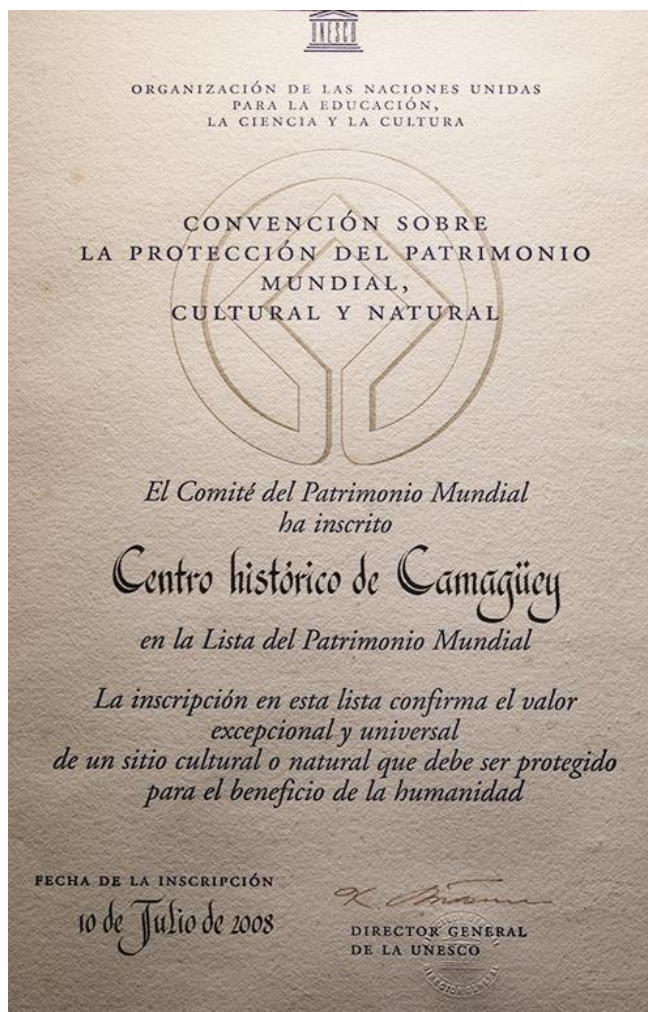 UNESCO
ORGANIZACIÓN DE LAS NACIONES UNIDAS
PARA LA EDUCACIÓN,
LA CIENCIA Y LA CULTURA
CONVENCIÓN SOBRE
LA PROTECCIÓN DEL PATRIMONIO
MUNDIAL,
CULTURAL Y NATURAL
El Comité del Patrimonio Mundial
ha inscrito
Centro histórico de Camagüey
en la Lista del Patrimonio Mundial
La inscripción en esta lista confirma el valor
excepcional y universal
de un sitio cultural o natural que debe ser protegido
para el beneficio de la humanidad
FECHA DE LA INSCRIPCIÓN
10 de Julio de 2008
DIRECTOR GENERAL
DE LA UNESCO